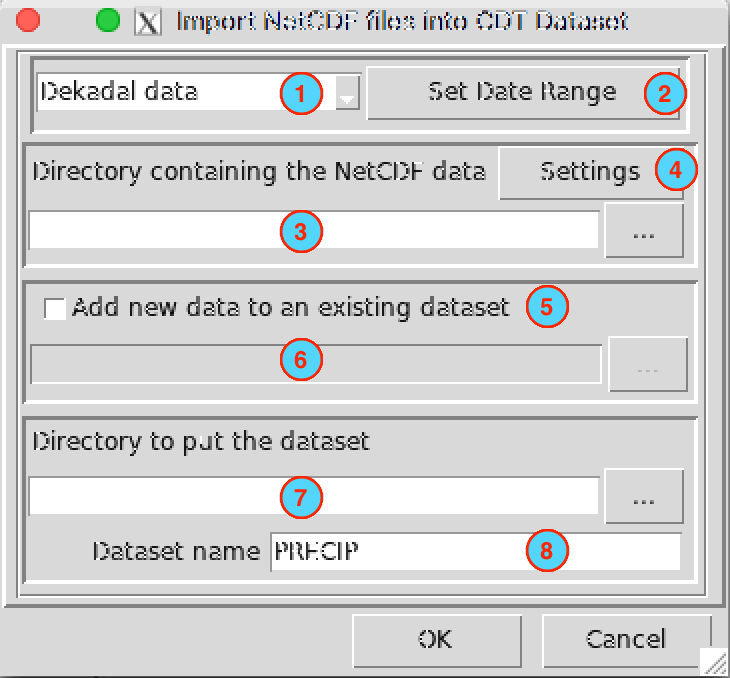 X Import NetCDF files into CDT Dataset
Dekadal data 1 Set Date Range 2
Directory containing the NetCDF data Settings 4
3 ...
Add new data to an existing dataset 5
6 ...
Directory to put the dataset
7 ...
Dataset name PRECIP 8
OK Cancel